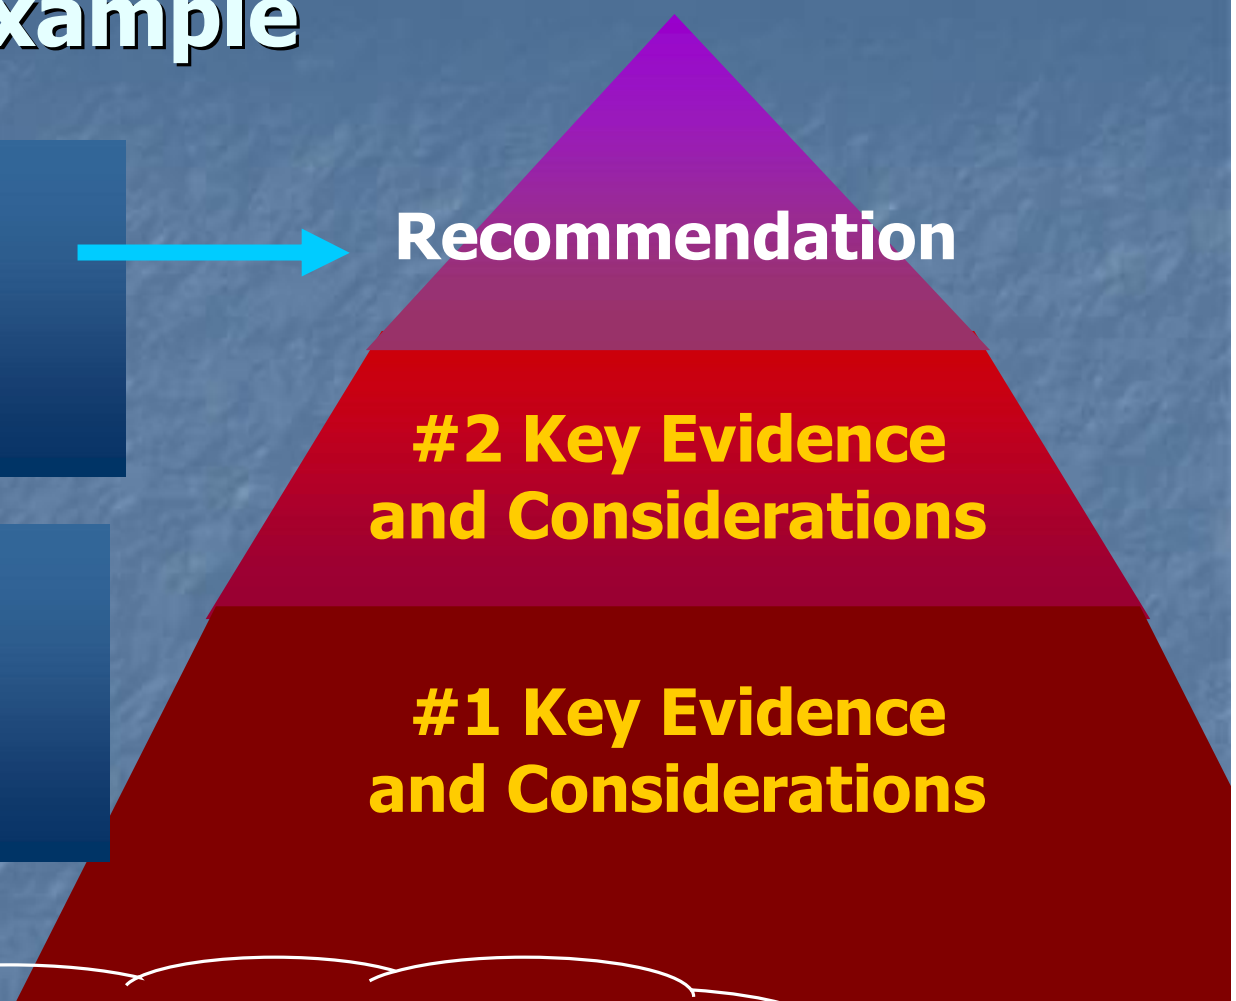 xample
Recommendation
#2 Key Evidence
and Considerations
#1 Key Evidence
and Considerations